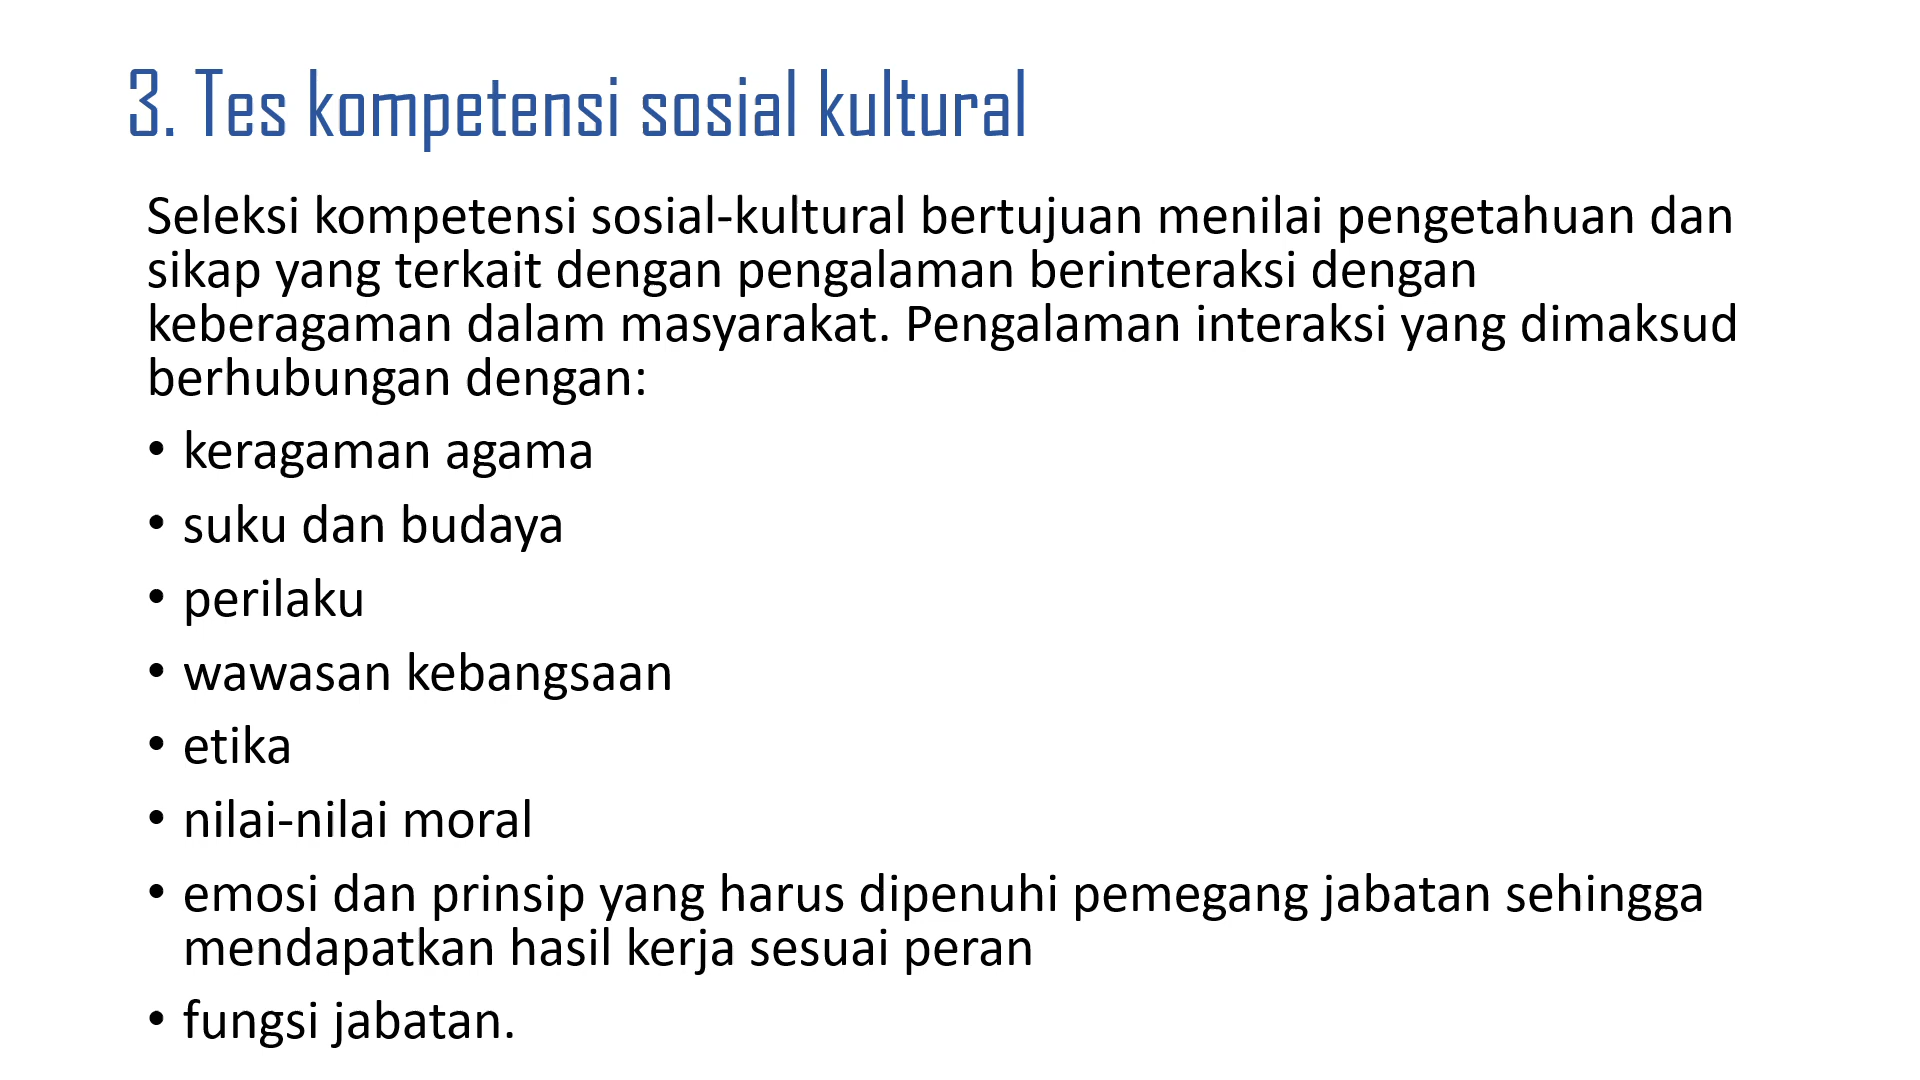 3. Tes kompetensi sosial kultural
Seleksi kompetensi sosial-kultural bertujuan menilai pengetahuan dan
sikap yang terkait dengan pengalaman berinteraksi dengan
keberagaman dalam masyarakat. Pengalaman interaksi yang dimaksud
berhubungan dengan:
• keragaman agama
• suku dan budaya
• perilaku
• wawasan kebangsaan
• etika
• nilai-nilai moral
• emosi dan prinsip yang harus dipenuhi pemegang jabatan sehingga
mendapatkan hasil kerja sesuai peran
• fungsi jabatan.